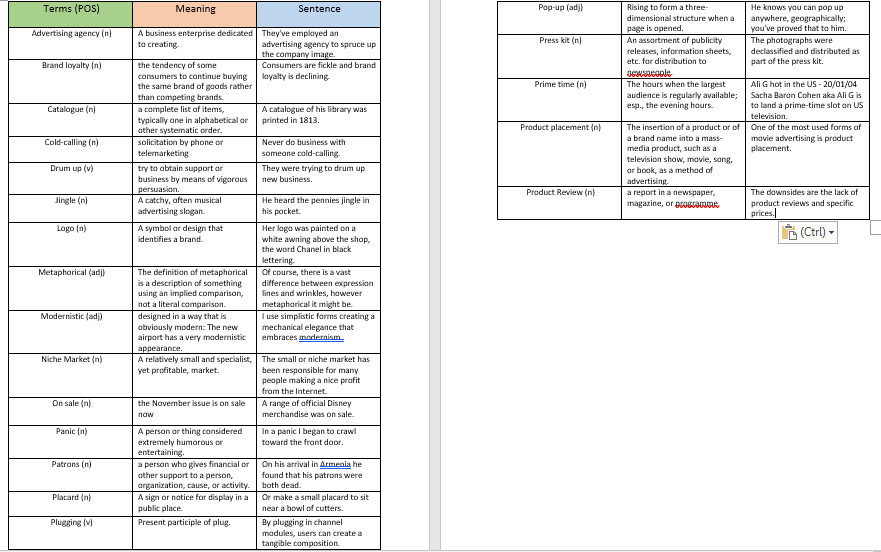 Terms (POS) Meaning Sentence
Advertising agency (n) A business enterprise dedicated They've employed an
to creating. advertising agency to spruce up
the company image.
Brand loyalty (n) the tendency of some Consumers are fickle and brand
consumers to continue buying loyalty is declining.
the same brand of goods rather
than competing brands.
Catalogue (n) a complete list of items, A catalogue of his library was
typically one in alphabetical or printed in 1813.
other systematic order.
Cold-calling (n) solicitation by phone or Never do business with
telemarketing someone cold-calling.
Drum up (v) try to obtain support or They were trying to drum up
business by means of vigorous new business.
persuasion.
Jingle (n) A catchy, often musical He heard the pennies jingle in
advertising slogan. his pocket.
Logo (n) A symbol or design that Her logo was painted on a
identifies a brand. white awning above the shop,
the word Chanel in black
lettering.
Metaphorical (adj) The definition of metaphorical Of course, there is a vast
is a description of something difference between expression
using an implied comparison, lines and wrinkles, however
not a literal comparison. metaphorical it might be.
Modernistic (adj) designed in a way that is I use simplistic forms creating a
obviously modern: The new mechanical elegance that
airport has a very modernistic embraces modernism.
appearance.
Niche Market (n) A relatively small and specialist, The small or niche market has
yet profitable, market. been responsible for many
people making a nice profit
from the Internet.
On sale (n) the November issue is on sale A range of official Disney
now merchandise was on sale.
Panic (n) A person or thing considered In a panic I began to crawl
extremely humorous or toward the front door.
entertaining.
Patrons (n) a person who gives financial or On his arrival in Armenia he
other support to a person, found that his patrons were
organization, cause, or activity. both dead.
Placard (n) A sign or notice for display in a Or make a small placard to sit
public place. near a bowl of cutters.
Plugging (v) Present participle of plug. By plugging in channel
modules, users can create a
tangible composition.
Pop-up (adj) Rising to form a three- He knows you can pop up
dimensional structure when a anywhere, geographically;
page is opened. you've proved that to him.
Press kit (n) An assortment of publicity The photographs were
releases, information sheets, declassified and distributed as
etc. for distribution to part of the press kit.
newspeople.
Prime time (n) The hours when the largest Ali G hot in the US - 20/01/04
audience is regularly available; Sacha Baron Cohen aka Ali G is
esp., the evening hours. to land a prime-time slot on US
television.
Product placement (n) The insertion of a product or of One of the most used forms of
a brand name into a mass- movie advertising is product
media product, such as a placement.
television show, movie, song,
or book, as a method of
advertising.
Product Review (n) a report in a newspaper, The downsides are the lack of
magazine, or programme product reviews and specific
prices.
(Ctrl)